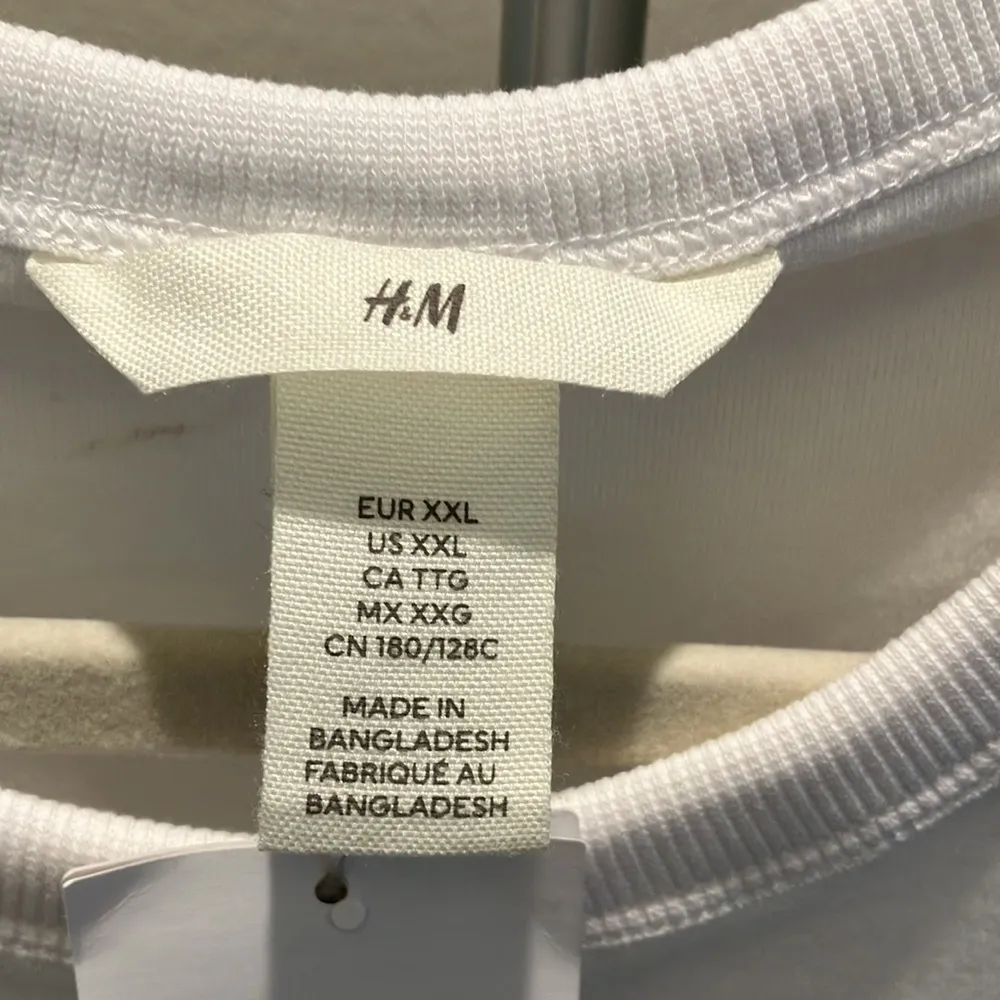 H&M
EUR XXL
US XXL
CA TTG
MX XXG
CN 180/128C
MADE IN
BANGLADESH
FABRIQUÉ AU
BANGLADESH